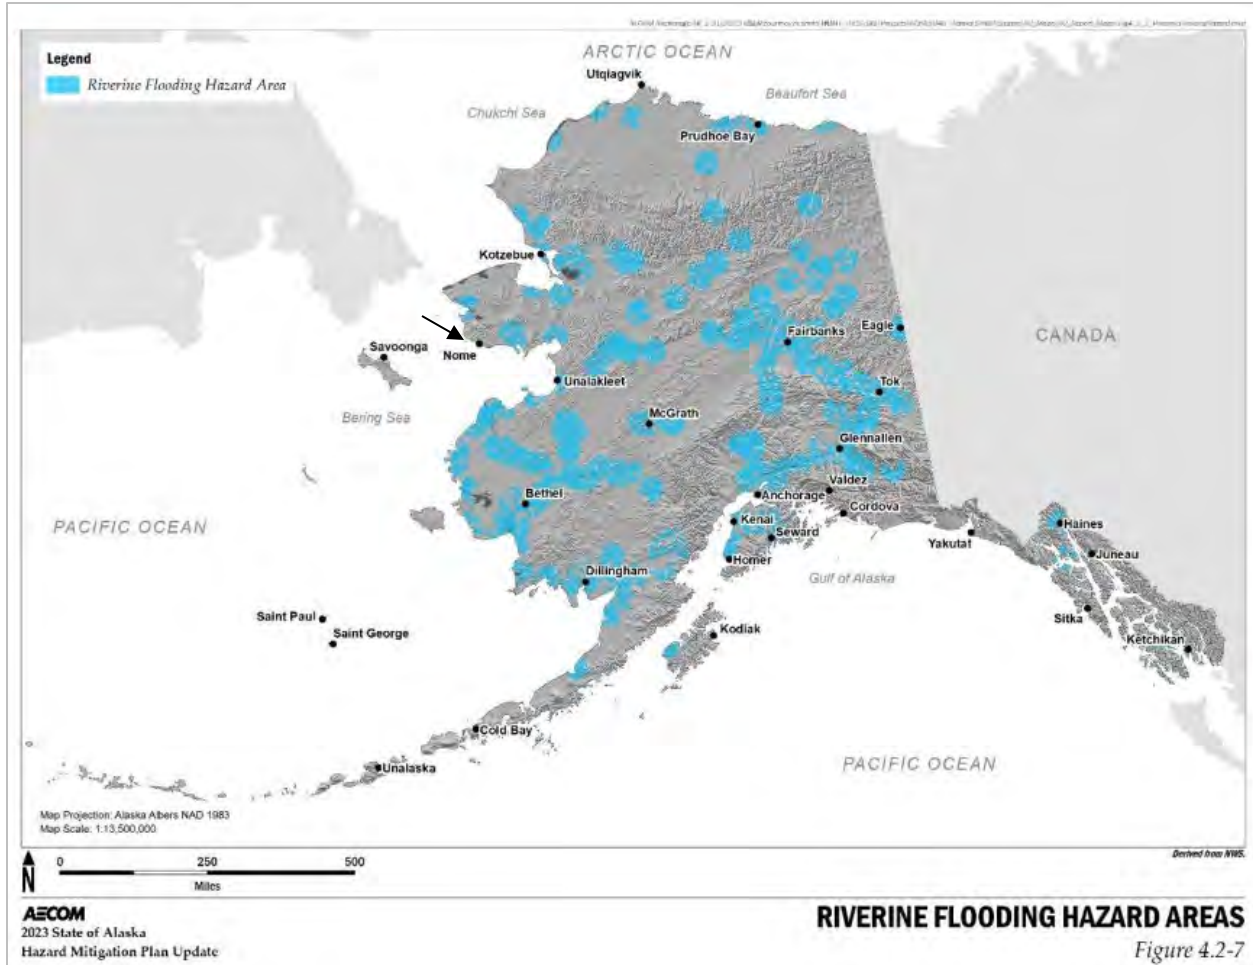 Legend
Riverine Flooding Hazard Area
ARCTIC OCEAN
Utqiagvik
Beaufort Sea
Chukchi Sea
Prudhoe Bay
Kotzebue
Fairbanks
Eagle
CANADA
Savoonga
Nome
Unalakleet
Tok
Bering Sea
McGrath
Glennallen
Bethel
Anchorage
Valdez
Cordova
PACIFIC OCEAN
Kenai
Seward
Yakutat
Haines
Juneau
Homer
Dillingham
Gulf of Alaska
Saint Paul
Saint George
Kodiak
Sitka
Ketchikan
Cold Bay
Unalaska
PACIFIC OCEAN
Map Projection: Alaska Albers NAD 1983
Map Scale: 1:13,500,000
Derived from NWS.
N
0 250 500
Miles
AECOM
2023 State of Alaska
Hazard Mitigation Plan Update
RIVERINE FLOODING HAZARD AREAS
Figure 4.2-7